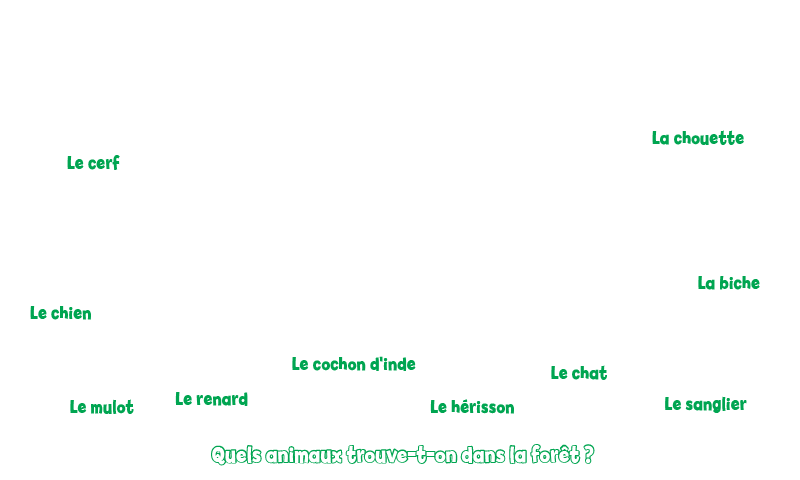 La chouette
Le cerf
La biche
Le chien
Le cochon d'inde
Le chat
Le renard
Le mulot
Le hérisson
Le sanglier
Quels animaux trouve-t-on dans la forêt ?